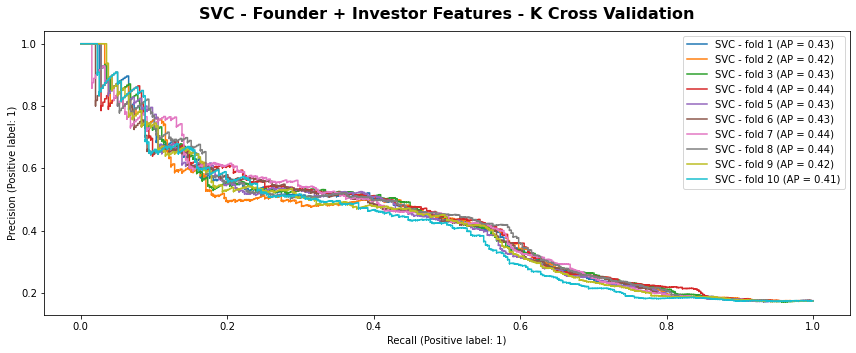 SVC - Founder + Investor Features - K Cross Validation
Precision (Positive label: 1)
1.0
0.8
0.6
0.4
0.2
SVC - fold 1 (AP = 0.43)
SVC - fold 2 (AP = 0.42)
SVC - fold 3 (AP = 0.43)
SVC - fold 4 (AP = 0.44)
SVC - fold 5 (AP = 0.43)
SVC - fold 6 (AP = 0.43)
SVC - fold 7 (AP = 0.44)
SVC - fold 8 (AP = 0.44)
SVC - fold 9 (AP = 0.42)
SVC - fold 10 (AP = 0.41)
0.0 0.2 0.4 0.6 0.8 1.0
Recall (Positive label: 1)